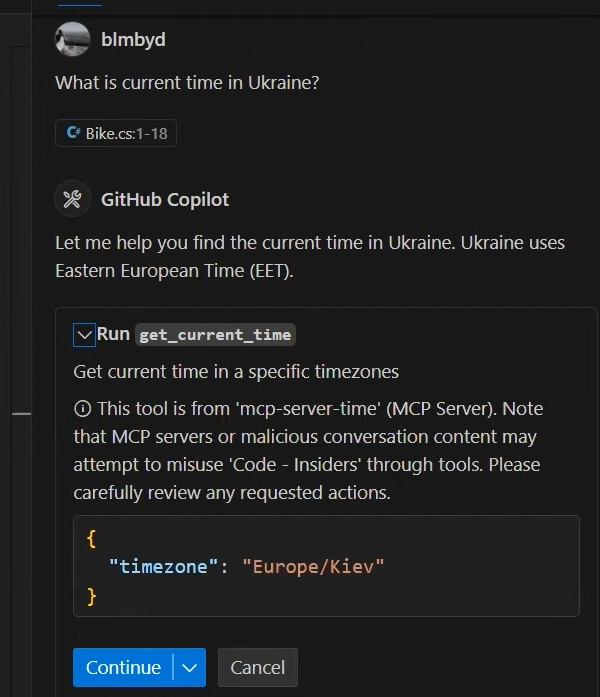 blmbyd
What is current time in Ukraine?
C# Bike.cs:1-18
GitHub Copilot
Let me help you find the current time in Ukraine. Ukraine uses
Eastern European Time (EET).
Run get_current_time
Get current time in a specific timezones
This tool is from 'mcp-server-time' (MCP Server). Note
that MCP servers or malicious conversation content may
attempt to misuse 'Code - Insiders' through tools. Please
carefully review any requested actions.
{
"timezone": "Europe/Kiev"
}
Continue
Cancel